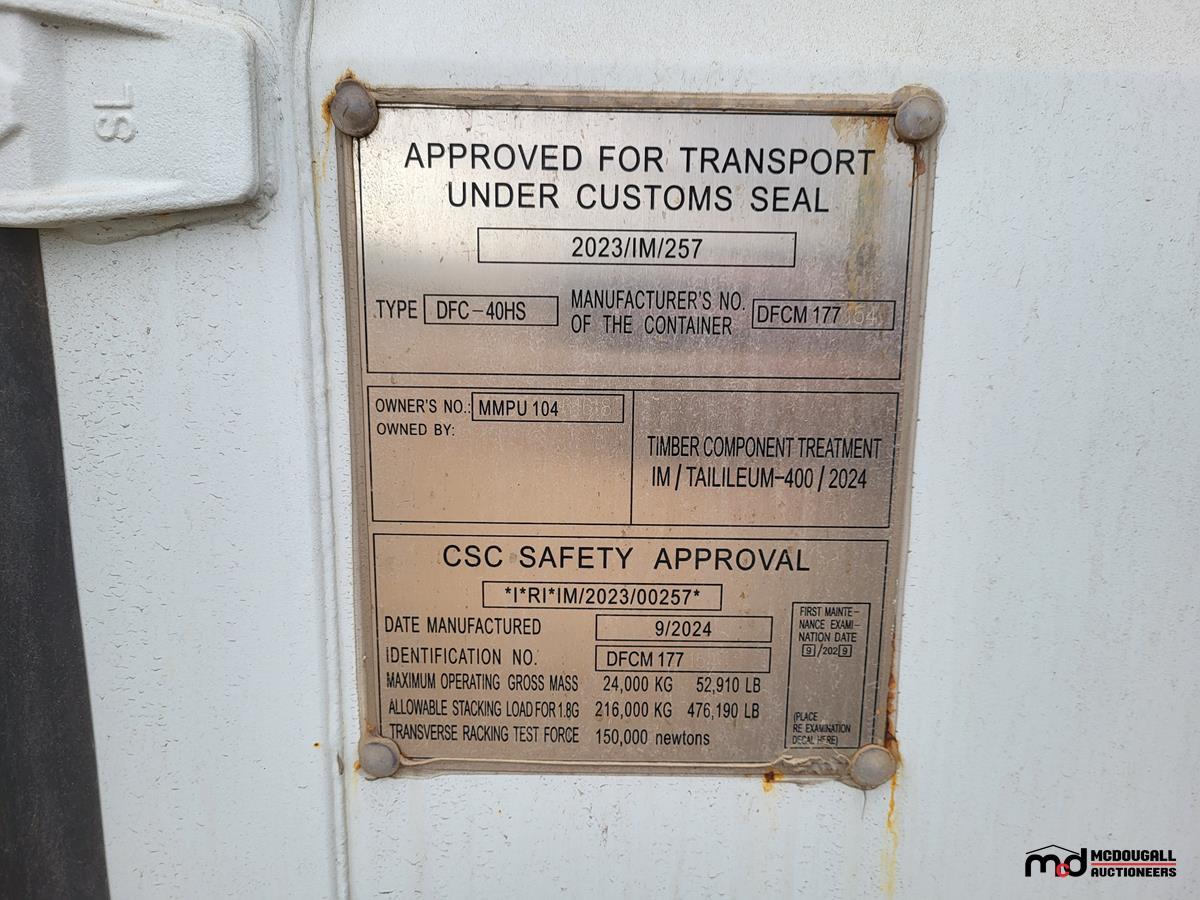 SL
APPROVED FOR TRANSPORT
UNDER CUSTOMS SEAL
2023/IM/257
TYPE DFC-40HS MANUFACTURER'S NO. OF THE CONTAINER DFCM 177
OWNER'S NO.: MMPU 104
OWNED BY:
TIMBER COMPONENT TREATMENT
IM / TAILILEUM-400 / 2024
CSC SAFETY APPROVAL
*I*RI*IM/2023/00257*
DATE MANUFACTURED 9/2024
IDENTIFICATION NO. DFCM 177
MAXIMUM OPERATING GROSS MASS 24,000 KG 52,910 LB
ALLOWABLE STACKING LOAD FOR 1.8G 216,000 KG 476,190 LB
TRANSVERSE RACKING TEST FORCE 150,000 newtons
FIRST MAINTE-
NANCE EXAMI-
NATION DATE
9/2029
(PLACE
RE EXAMINATION
DECAL HERE)
mcd MCDOUGALL
AUCTIONEERS